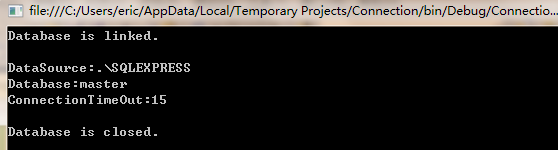 file:///C:/Users/eric/AppData/Local/Temporary Projects/Connection/bin/Debug/Connectio...
Database is linked.
DataSource:.\SQLEXPRESS
Database:master
ConnectionTimeOut:15
Database is closed.